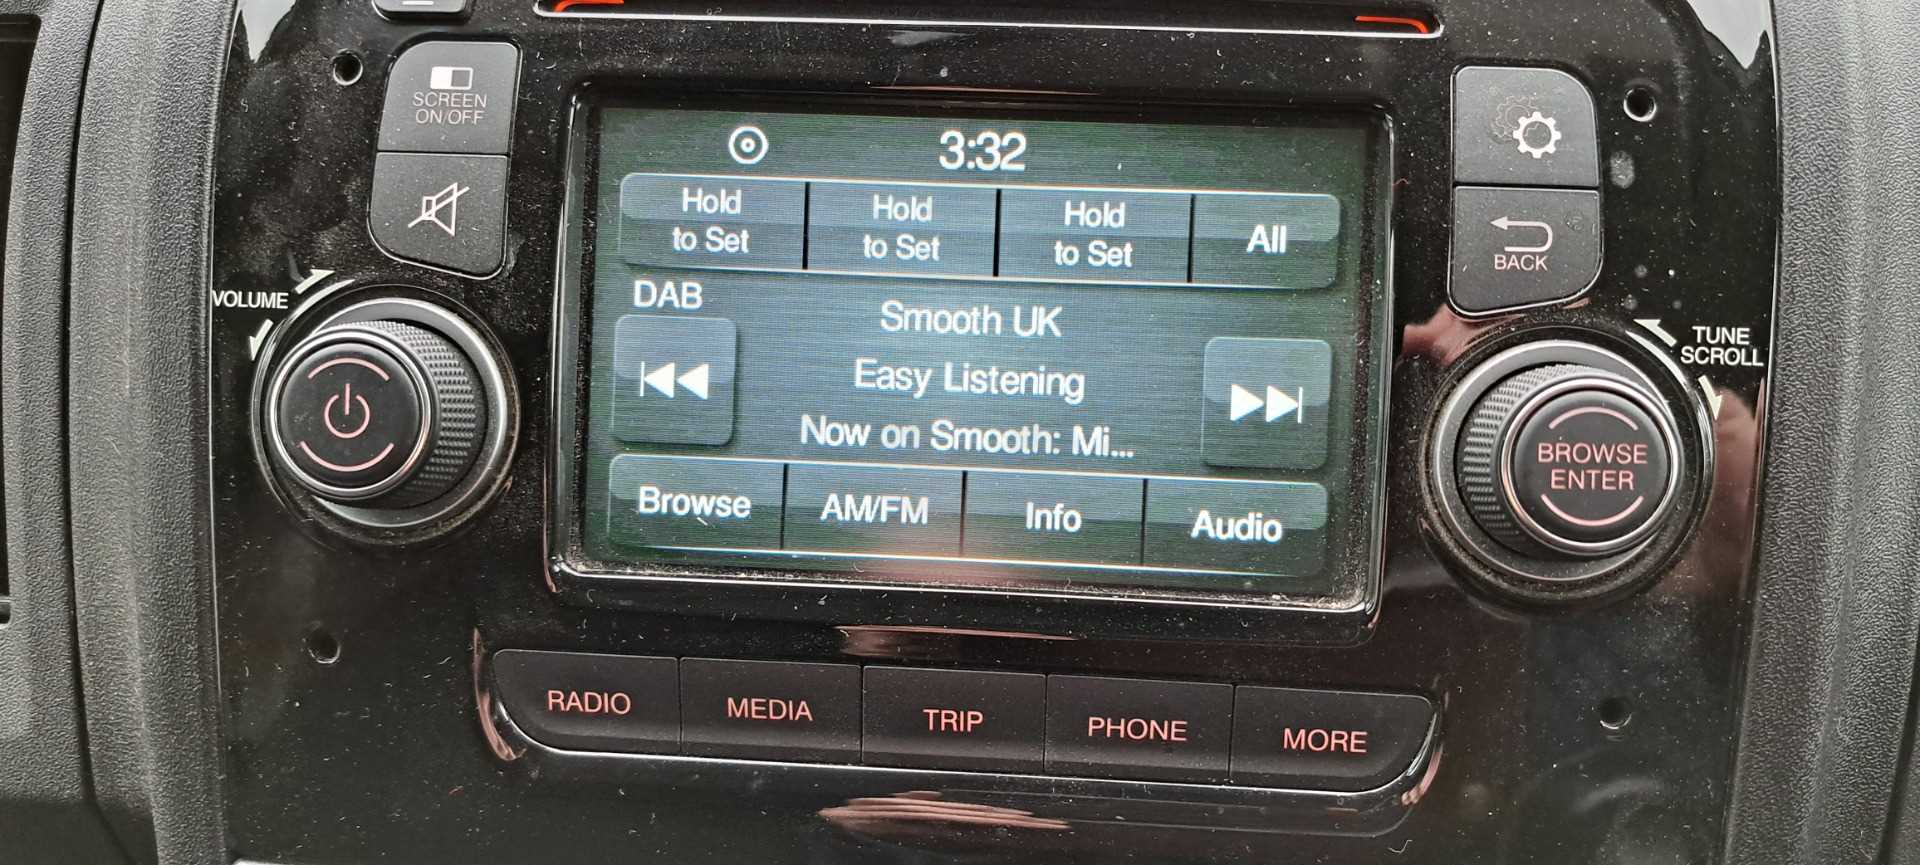 SCREEN
ON/OFF
3:32
Hold to Set
Hold to Set
Hold to Set
All
BACK
VOLUME
DAB
Smooth UK
TUNE
SCROLL
Easy Listening
Now on Smooth: Mi...
BROWSE
ENTER
Browse
AM/FM
Info
Audio
RADIO
MEDIA
TRIP
PHONE
MORE